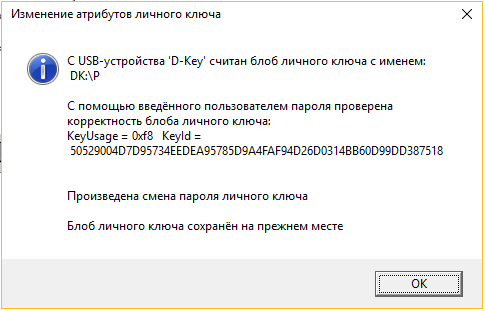 Изменение атрибутов личного ключа
С USB-устройства 'D-Key' считан блоб личного ключа с именем:
DK:\P
С помощью введённого пользователем пароля проверена
корректность блоба личного ключа:
KeyUsage = 0xf8 KeyId =
50529004D7D95734EEDEA95785D9A4FAF94D26D0314BB60D99DD387518
Произведена смена пароля личного ключа
Блоб личного ключа сохранён на прежнем месте
OK